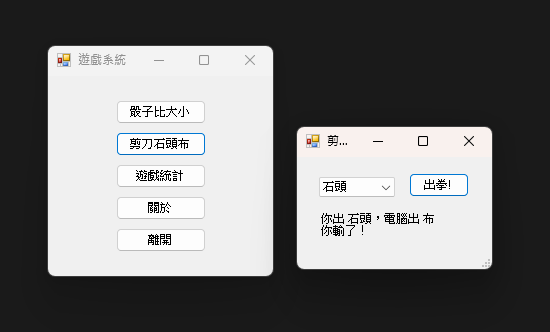 遊戲系統
骰子比大小
剪刀石頭布
遊戲統計
關於
離開
剪...
石頭
出拳!
你出 石頭，電腦出 布
你輸了！